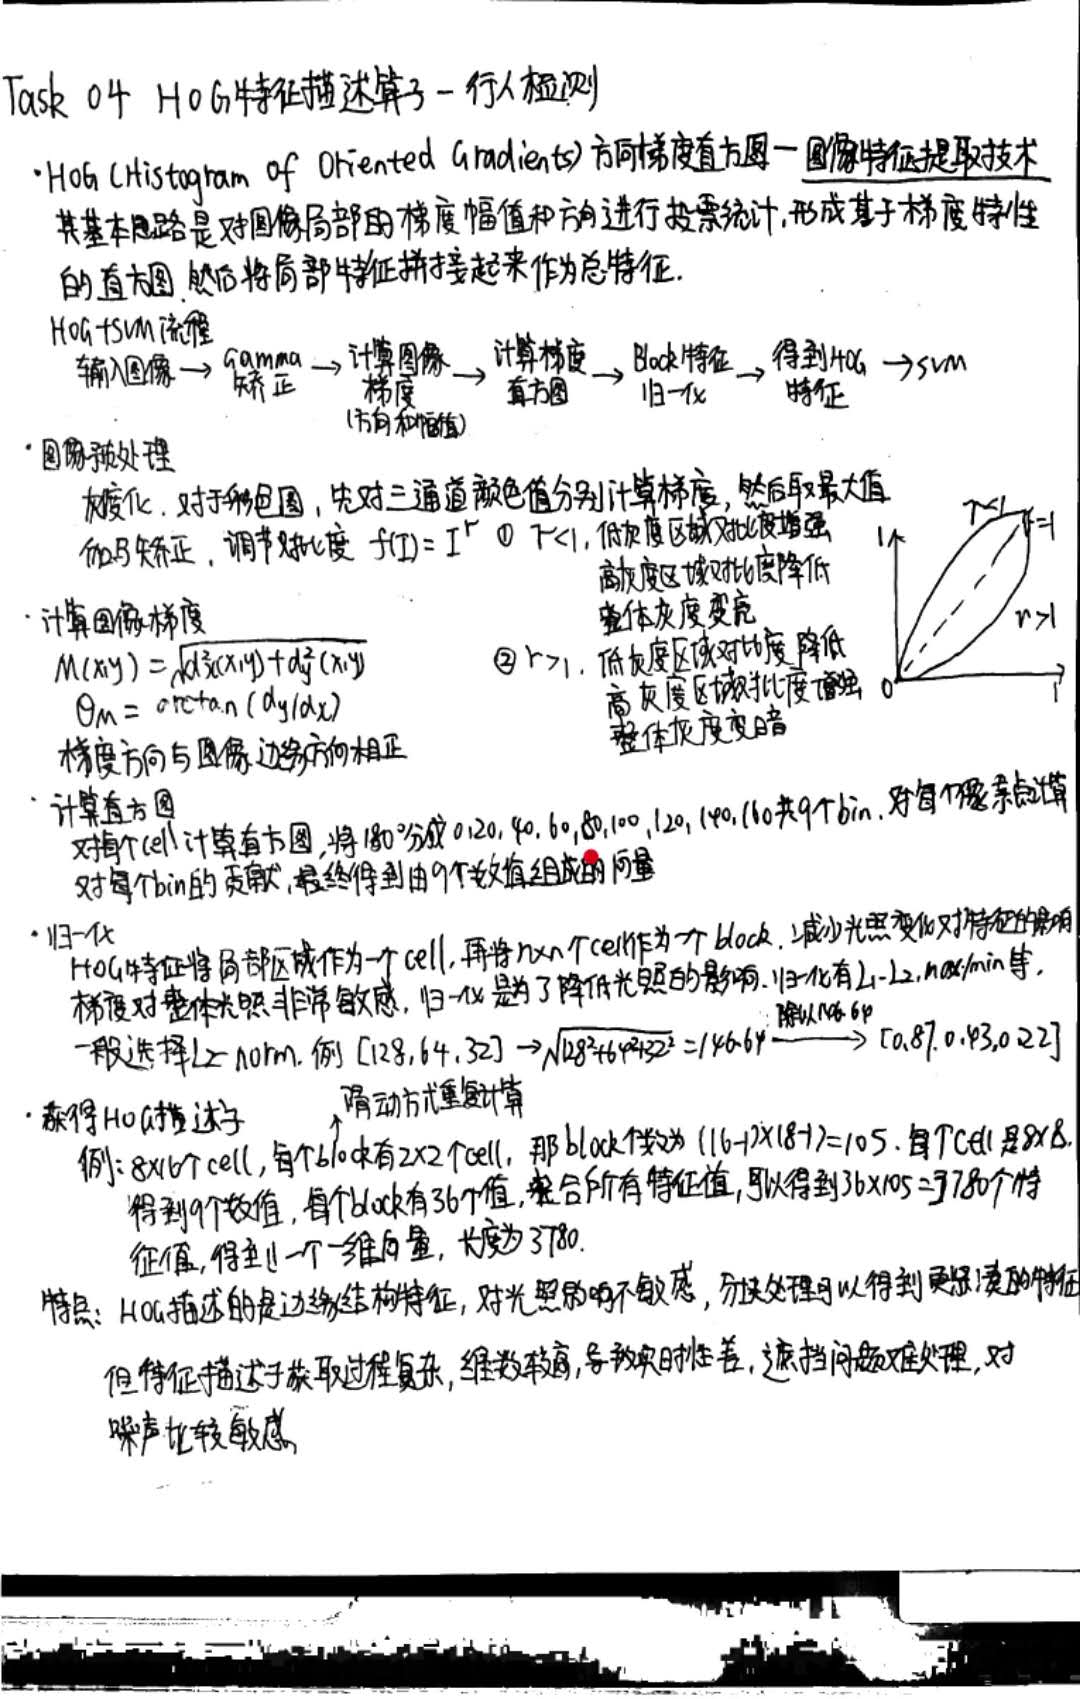 Task 04 HOG特征描述算子-行人检测
·HOG(Histogram of Oriented Gradients)方向梯度直方图-图像特征提取技术
其基本思路是对图像局部的梯度幅值和方向进行投票统计,形成基于梯度特性
的直方图.然后将局部特征拼接起来作为总特征.
HOG+SVM流程
输入图像→Gamma矫正→计算图像梯度(方向和幅值)→计算梯度直方图→Block特征归一化→得到HOG特征→SVM
·图像预处理
灰度化.对于彩色图,先对三通道颜色值分别计算梯度,然后取最大值
伽马矫正,调节对比度 f(I)=I^r ①r<1,低灰度区域对比度增强
高灰度区域对比度降低
整体灰度变亮
②r>1.低灰度区域对比度降低
高灰度区域对比度增强
整体灰度变暗
r<1
r=1
r>1
1
0
1
·计算图像梯度
M(x,y)=√dx²(x,y)+dy²(x,y)
θM=arctan(dy/dx)
梯度方向与图像边缘方向相正
·计算直方图
对每个cell计算直方图,将180°分成0,20,40,60,80,100,120,140,160共9个bin.对每个像素点计算
对每个bin的贡献,最终得到由9个数值组成的向量
·归一化
HOG特征将局部区域作为一个cell,再将n×n个cell作为一个block.减少光照变化对特征的影响
梯度对整体光照非常敏感,归一化是为了降低光照的影响.归一化有L1-L2,max/min等,
一般选择L2-norm.例[128,64,32]→√128²+64²+32²=146.64 除以146.64→[0.87,0.43,0.22]
·获得HOG描述子 滑动方式重复计算
例:8×16个cell,每个block有2×2个cell,那block个数为(16-1)×(8-1)=105.每个cell是8×8.
得到9个数值,每个block有36个值,整合所有特征值,可以得到36×105=3780个特
征值,得到一个一维向量,长度为3780.
特点:HOG描述的是边缘结构特征,对光照影响不敏感,分块处理可以得到更紧凑的特征
但特征描述子获取过程复杂,维数较高,导致实时性差,遮挡问题难处理,对
噪声比较敏感